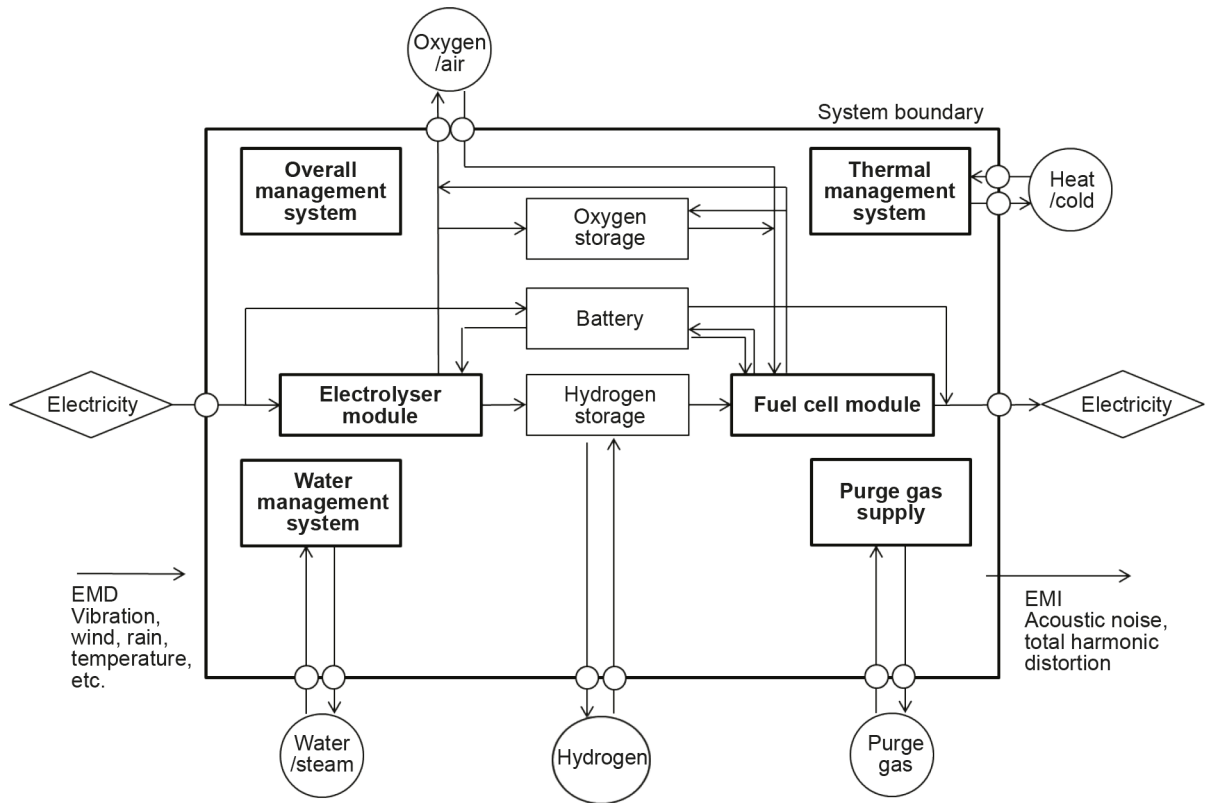 Oxygen
/air
System boundary
Overall
management
system
Thermal
management
system
Heat
/cold
Oxygen
storage
Battery
Electricity
Electrolyser
module
Hydrogen
storage
Fuel cell module
Electricity
Water
management
system
Purge gas
supply
EMD
Vibration,
wind, rain,
temperature,
etc.
EMI
Acoustic noise,
total harmonic
distortion
Water
/steam
Hydrogen
Purge
gas